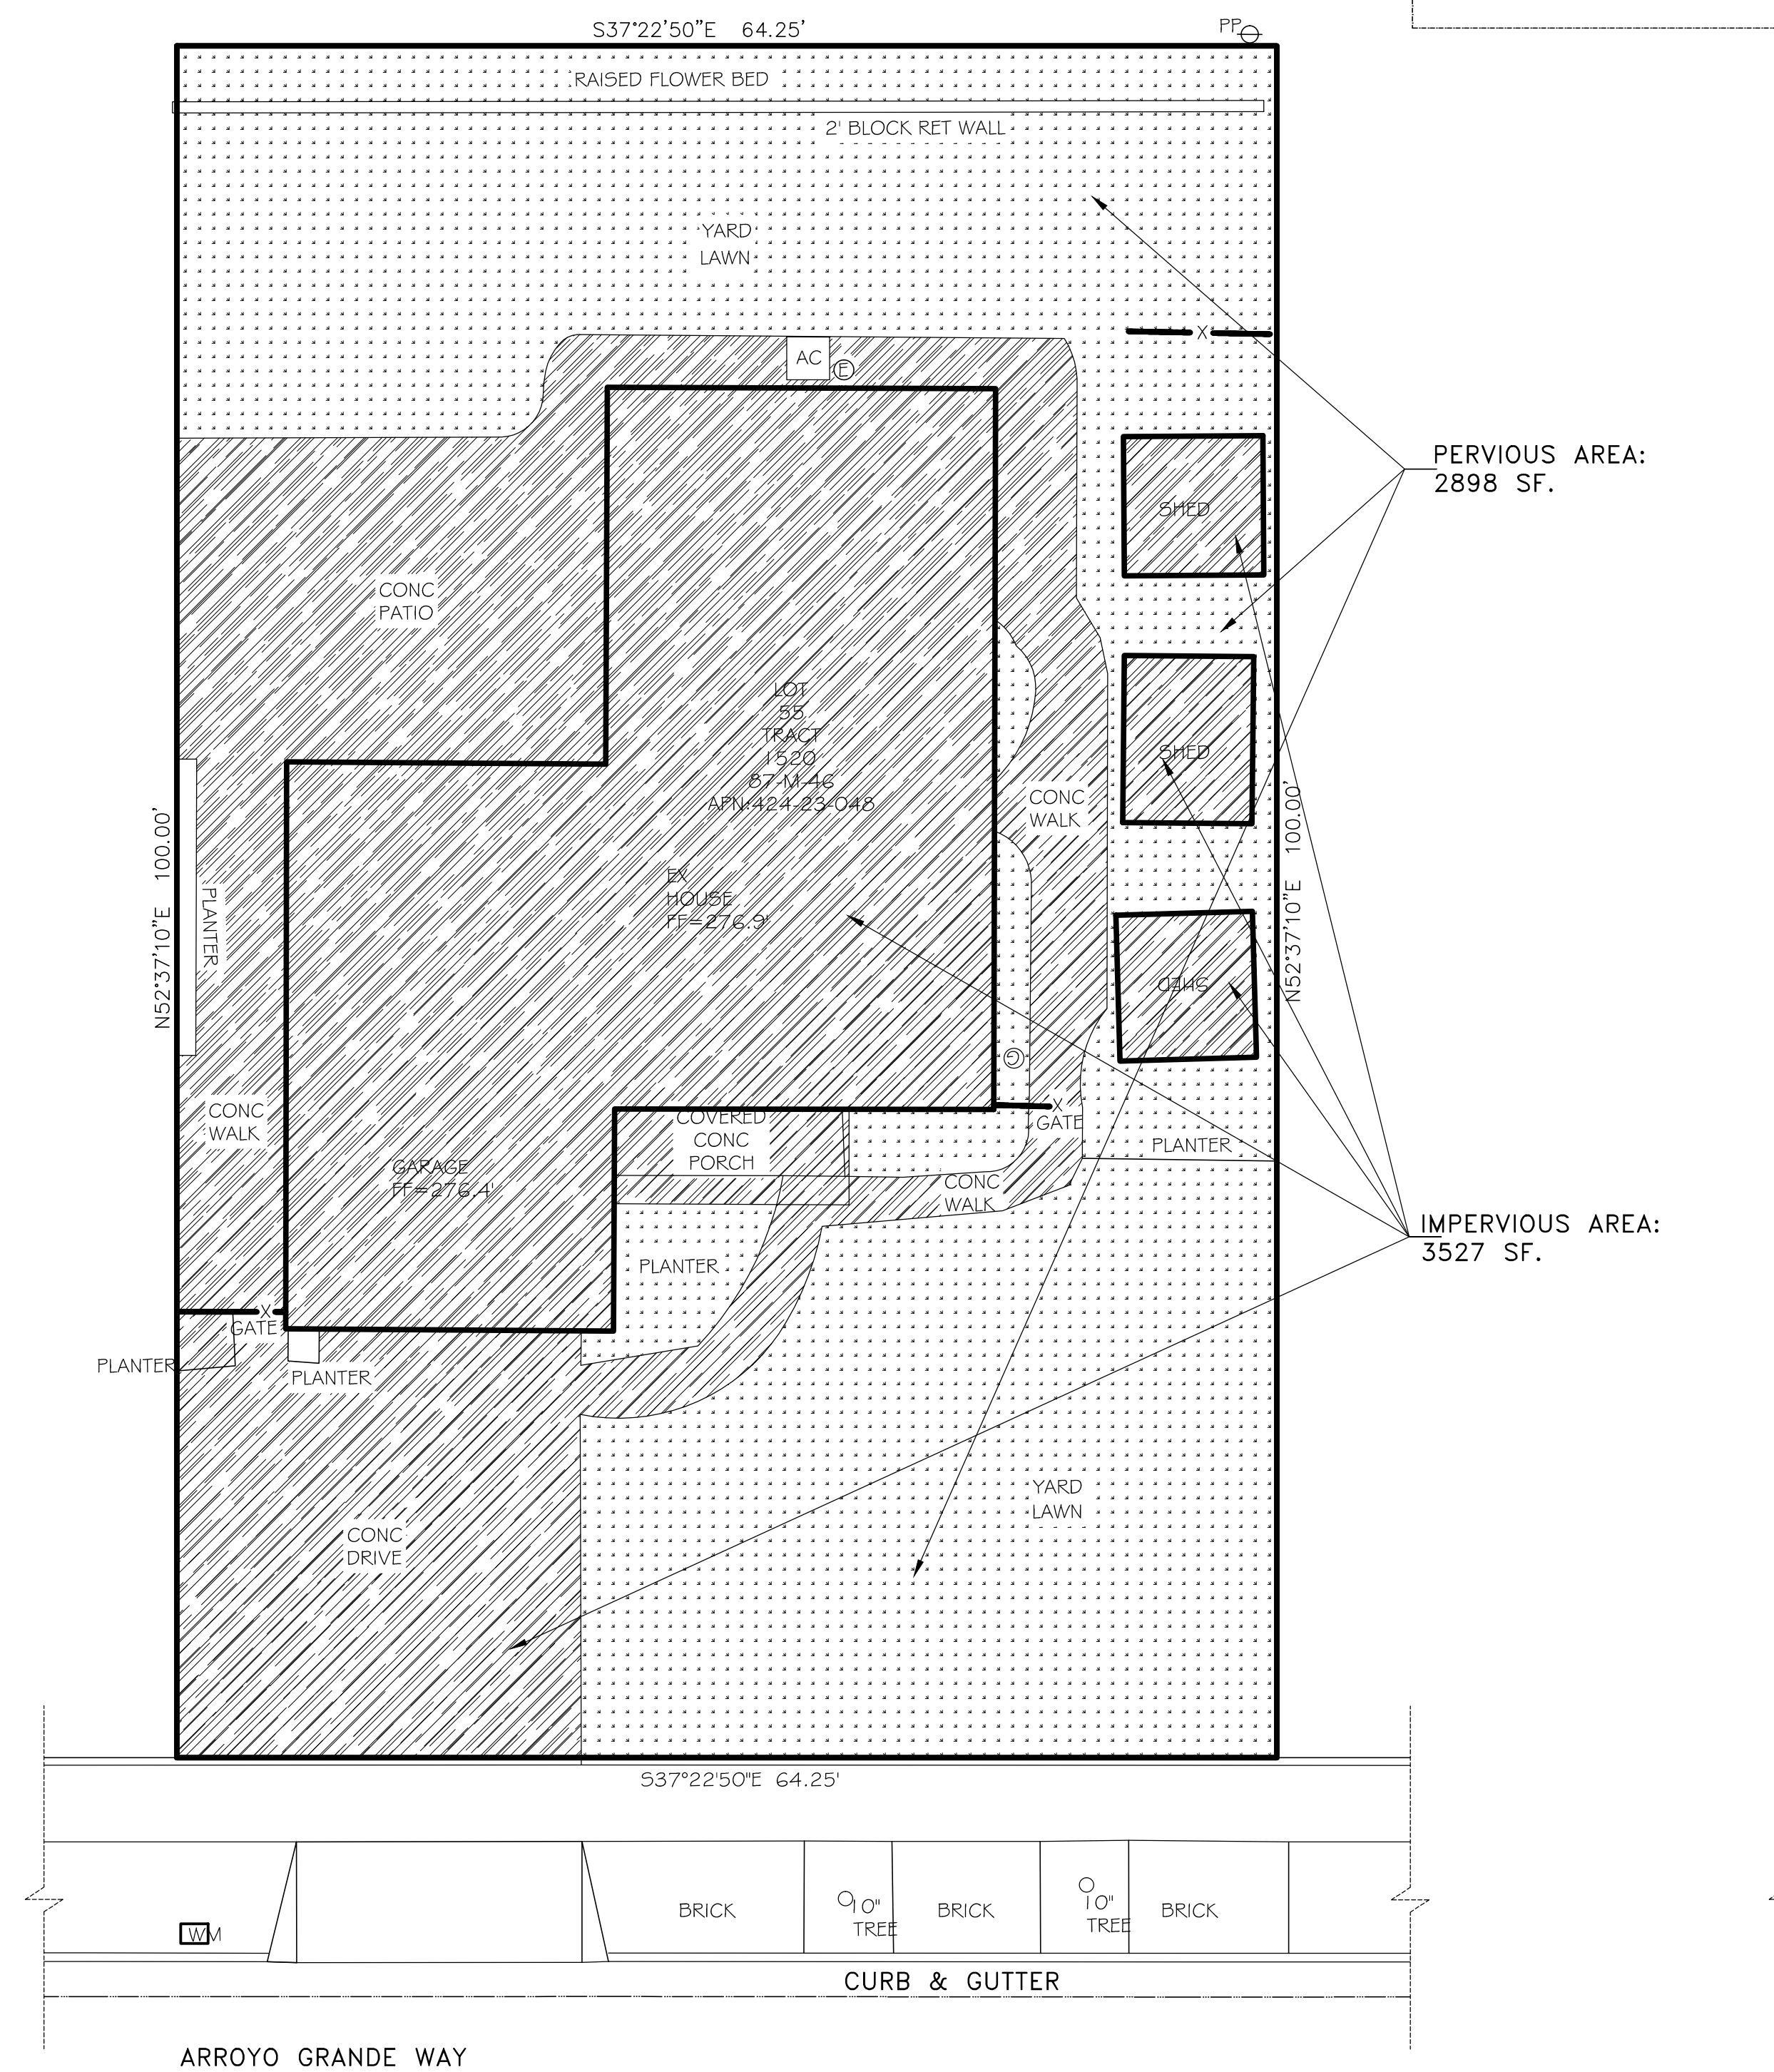 S37°22'50"E 64.25'
PP
RAISED FLOWER BED
2' BLOCK RET WALL
YARD
LAWN
X
AC
E
PERVIOUS AREA:
2898 SF.
SHED
CONC
PATIO
LOT
55
TRACT
1520
87-M-46
APN:424-23-048
SHED
CONC
WALK
N52°37'10"E 100.00'
PLANTER
EX
HOUSE
FF=276.9'
N52°37'10"E 100.00'
SHED
G
CONC
WALK
COVERED
CONC
PORCH
X
GATE
PLANTER
GARAGE
FF=276.4'
CONC
WALK
IMPERVIOUS AREA:
3527 SF.
PLANTER
X
GATE
PLANTER
PLANTER
YARD
LAWN
CONC
DRIVE
S37°22'50"E 64.25'
WM
BRICK
10"
TREE
BRICK
10"
TREE
BRICK
CURB & GUTTER
ARROYO GRANDE WAY